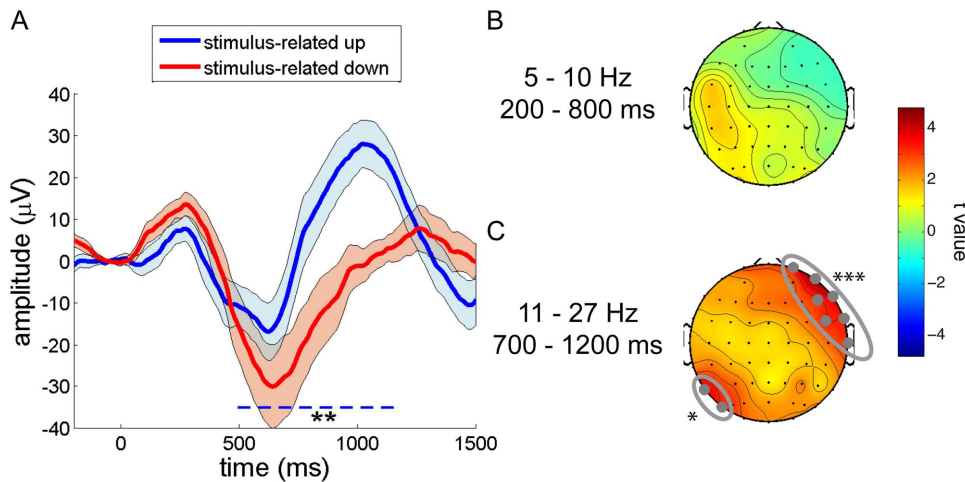 A
stimulus-related up
stimulus-related down
amplitude (μV)
40
30
20
10
0
-10
-20
-30
-40
**
0
500
1000
1500
time (ms)
B
5 - 10 Hz
200 - 800 ms
C
11 - 27 Hz
700 - 1200 ms
***
*
4
2
0
-2
-4
t value